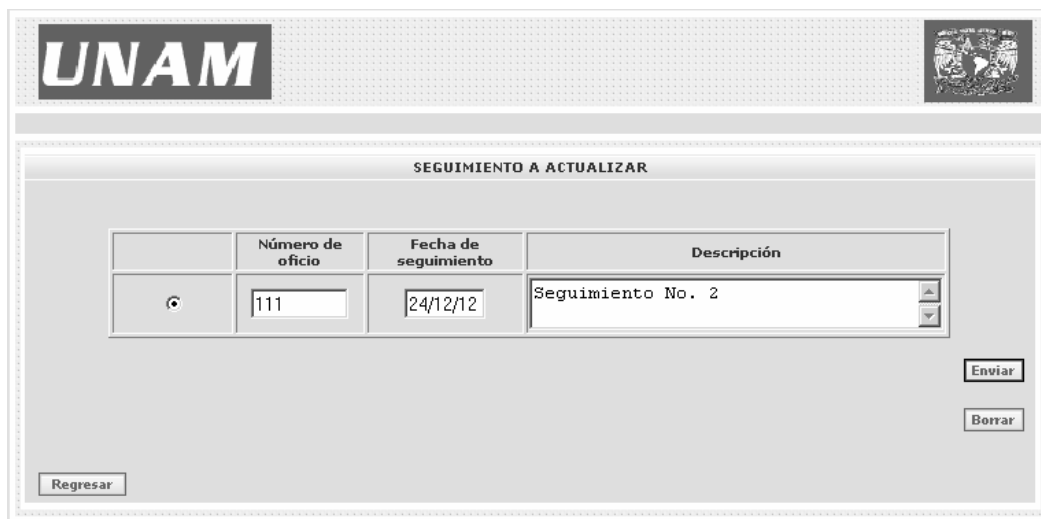 UNAM
SEGUIMIENTO A ACTUALIZAR
Número de
oficio
Fecha de
seguimiento
Descripción
111
24/12/12
Seguimiento No. 2
Enviar
Borrar
Regresar